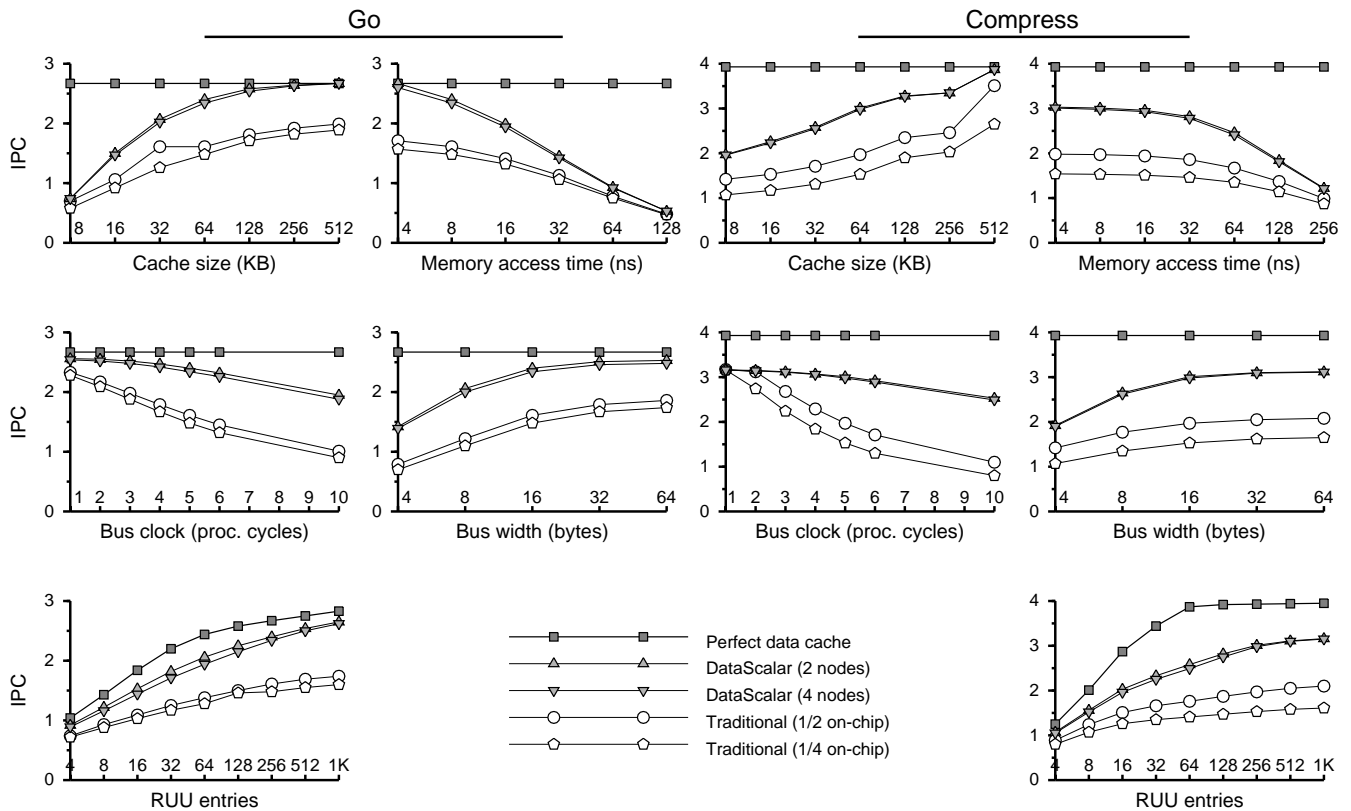 Go
Compress
IPC
3
2
1
0
8 16 32 64 128 256 512
Cache size (KB)
3
2
1
0
4 8 16 32 64 128
Memory access time (ns)
4
3
2
1
0
8 16 32 64 128 256 512
Cache size (KB)
4
3
2
1
0
4 8 16 32 64 128 256
Memory access time (ns)
IPC
3
2
1
0
1 2 3 4 5 6 7 8 9 10
Bus clock (proc. cycles)
3
2
1
0
4 8 16 32 64
Bus width (bytes)
4
3
2
1
0
1 2 3 4 5 6 7 8 9 10
Bus clock (proc. cycles)
4
3
2
1
0
4 8 16 32 64
Bus width (bytes)
IPC
3
2
1
0
4 8 16 32 64 128 256 512 1K
RUU entries
Perfect data cache
DataScalar (2 nodes)
DataScalar (4 nodes)
Traditional (1/2 on-chip)
Traditional (1/4 on-chip)
4
3
2
1
0
4 8 16 32 64 128 256 512 1K
RUU entries